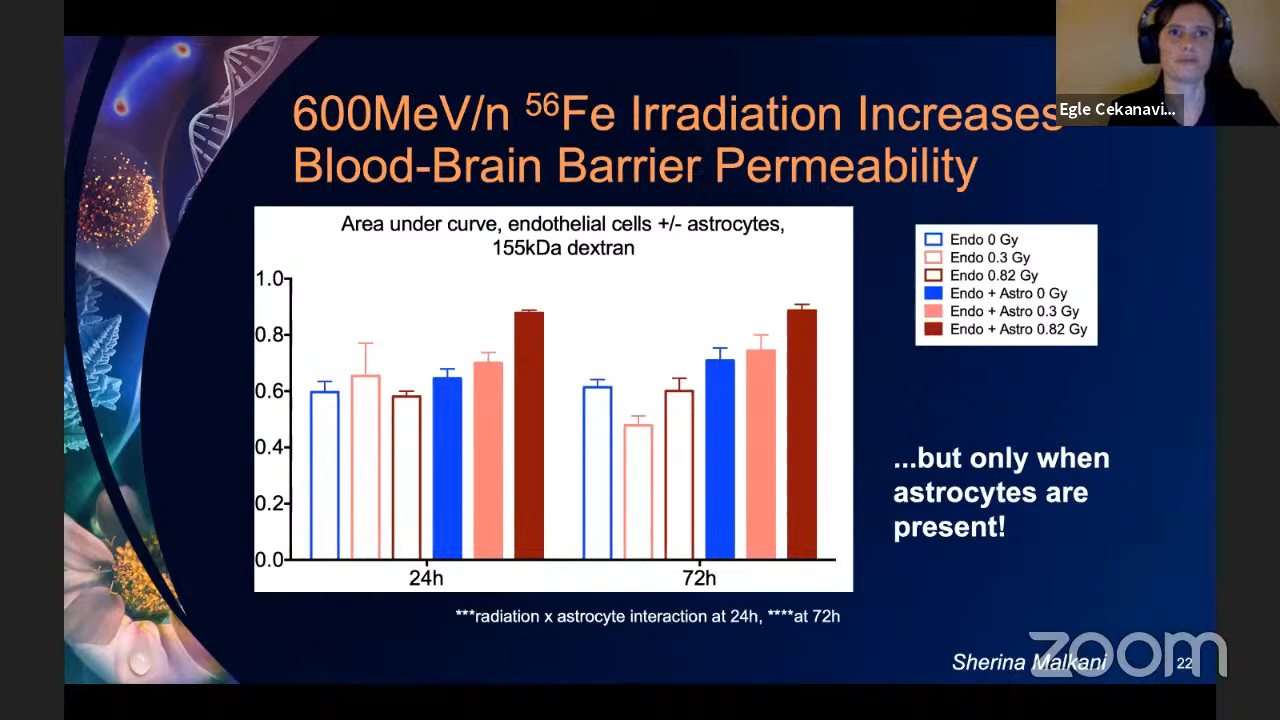 Egle Cekanavi...
600MeV/n ⁵⁶Fe Irradiation Increases
Blood-Brain Barrier Permeability
Area under curve, endothelial cells +/- astrocytes,
155kDa dextran
1.0
0.8
0.6
0.4
0.2
0.0
24h
72h
Endo 0 Gy
Endo 0.3 Gy
Endo 0.82 Gy
Endo + Astro 0 Gy
Endo + Astro 0.3 Gy
Endo + Astro 0.82 Gy
...but only when
astrocytes are
present!
***radiation x astrocyte interaction at 24h, ****at 72h
Sherina Malkani
22
zoom